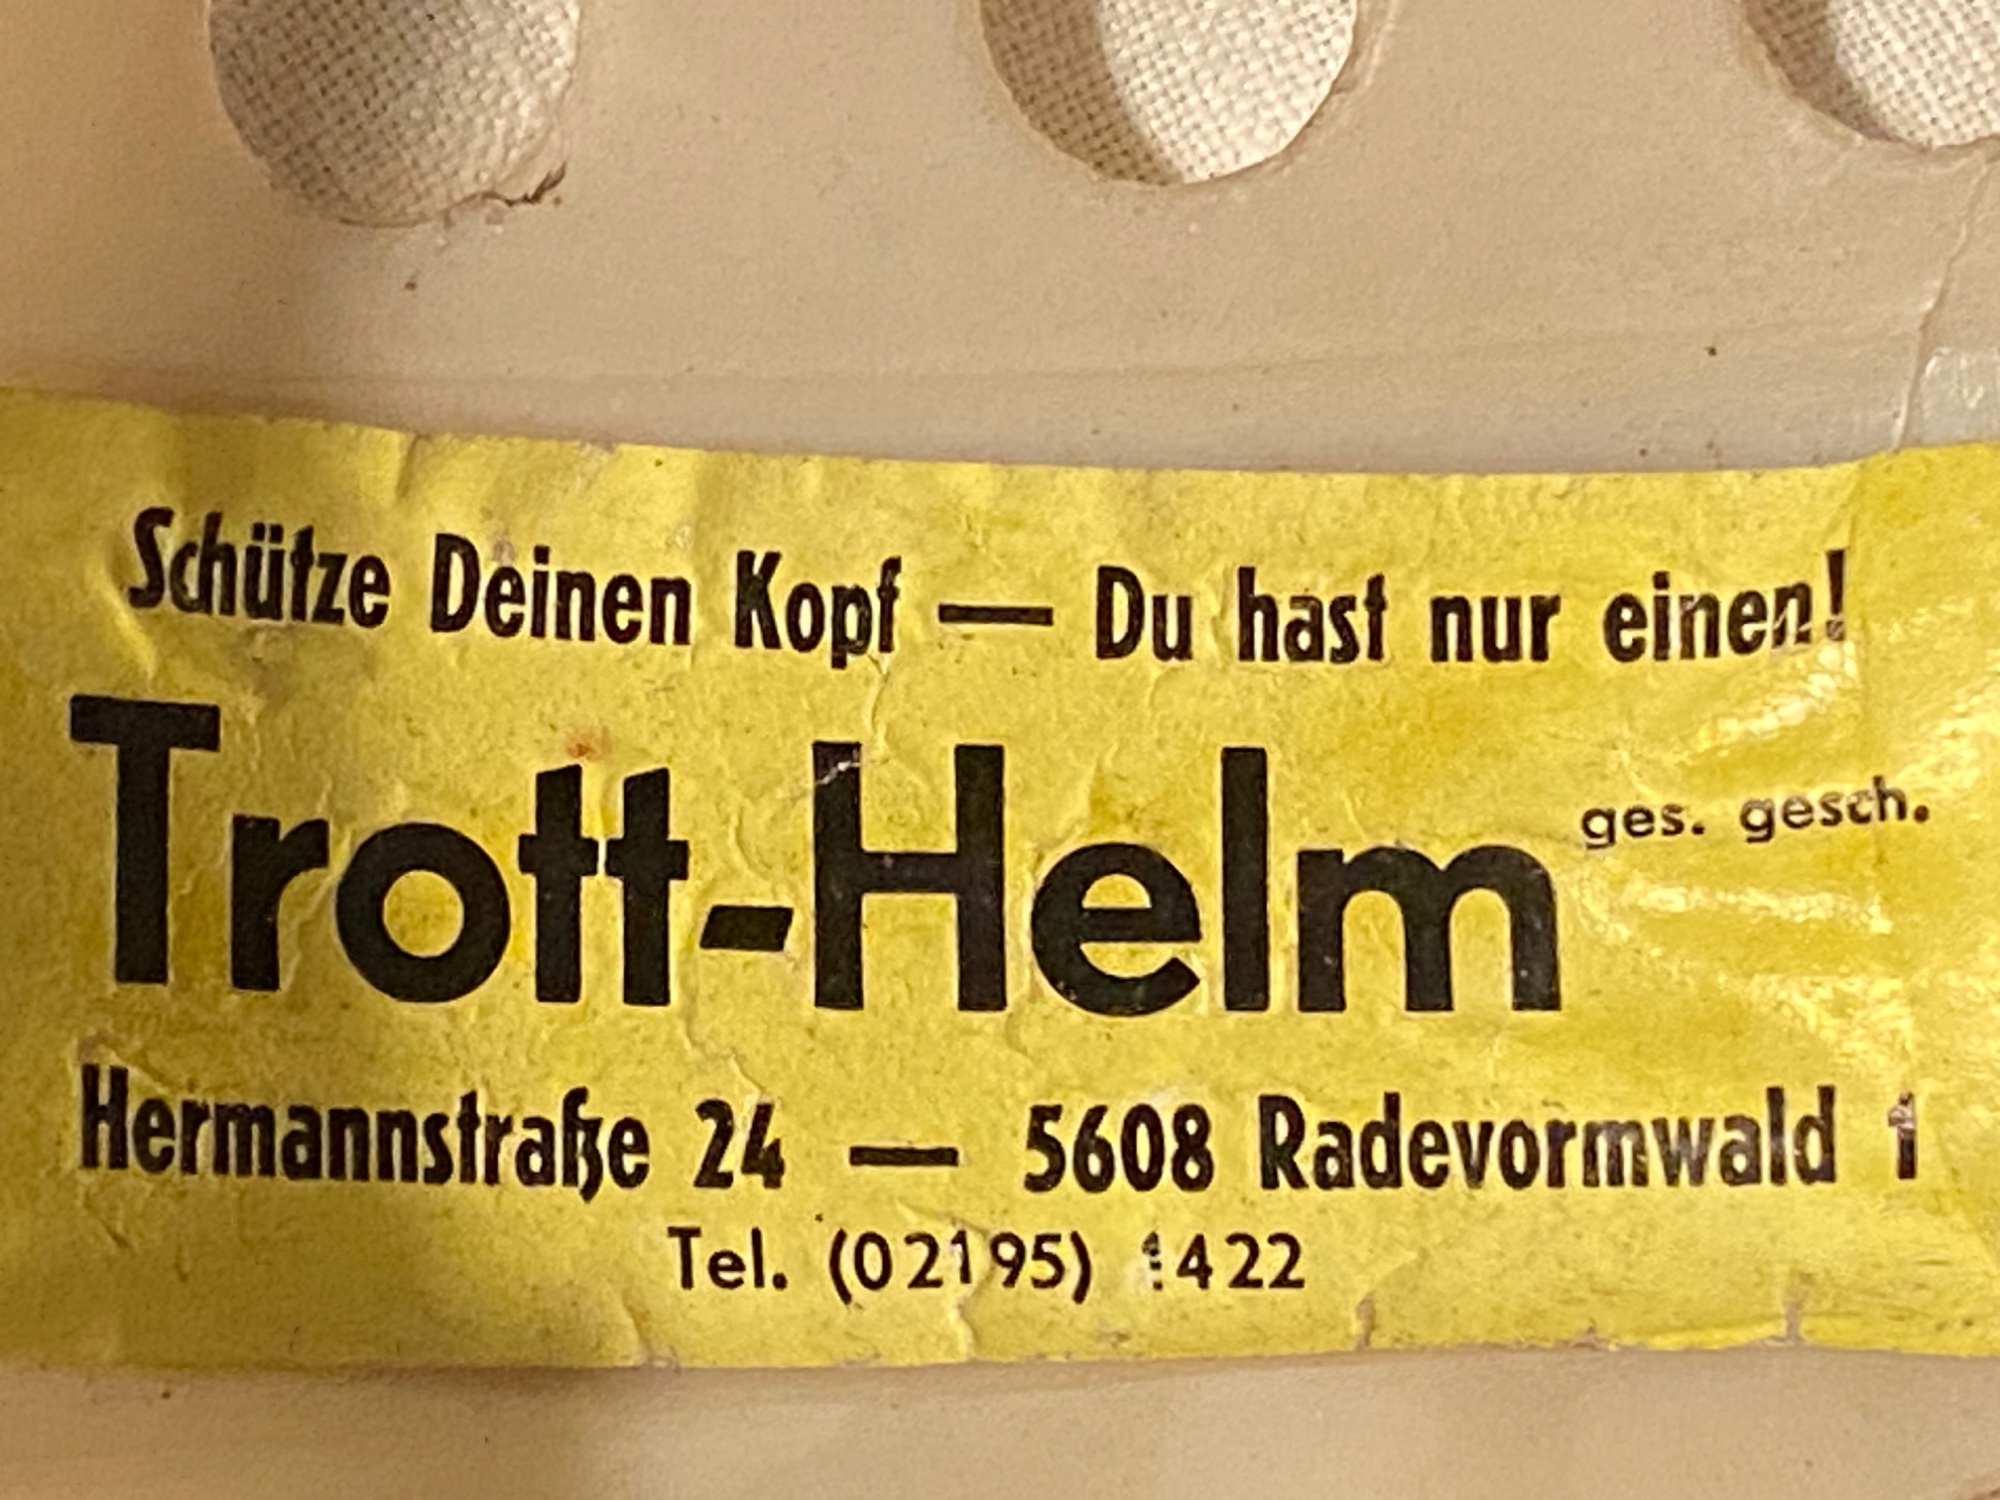 Schütze Deinen Kopf — Du hast nur einen!
Trott-Helm ges. gesch.
Hermannstraße 24 — 5608 Radevormwald 1
Tel. (02195) 1422